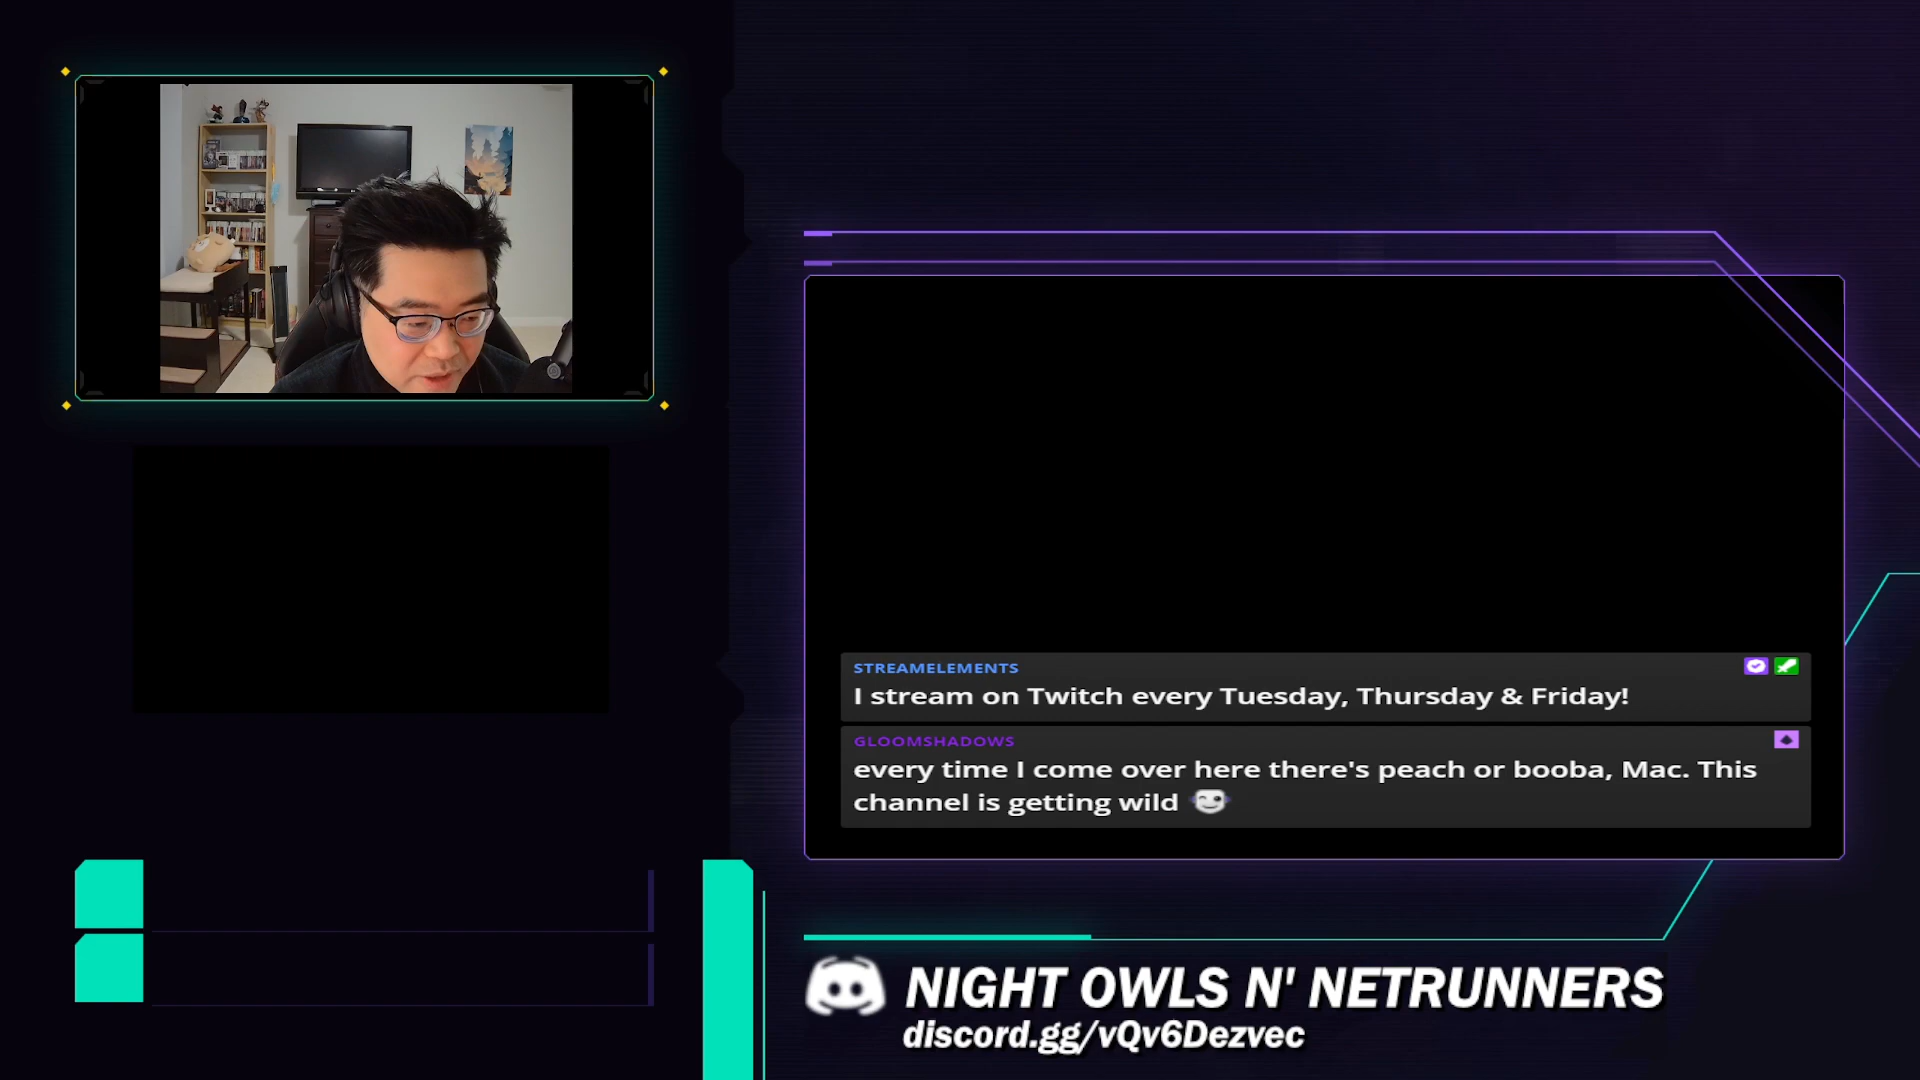 STREAMELEMENTS
I stream on Twitch every Tuesday, Thursday & Friday!
GLOOMSHADOWS
every time I come over here there's peach or booba, Mac. This
channel is getting wild
NIGHT OWLS N' NETRUNNERS
discord.gg/vQv6Dezvec